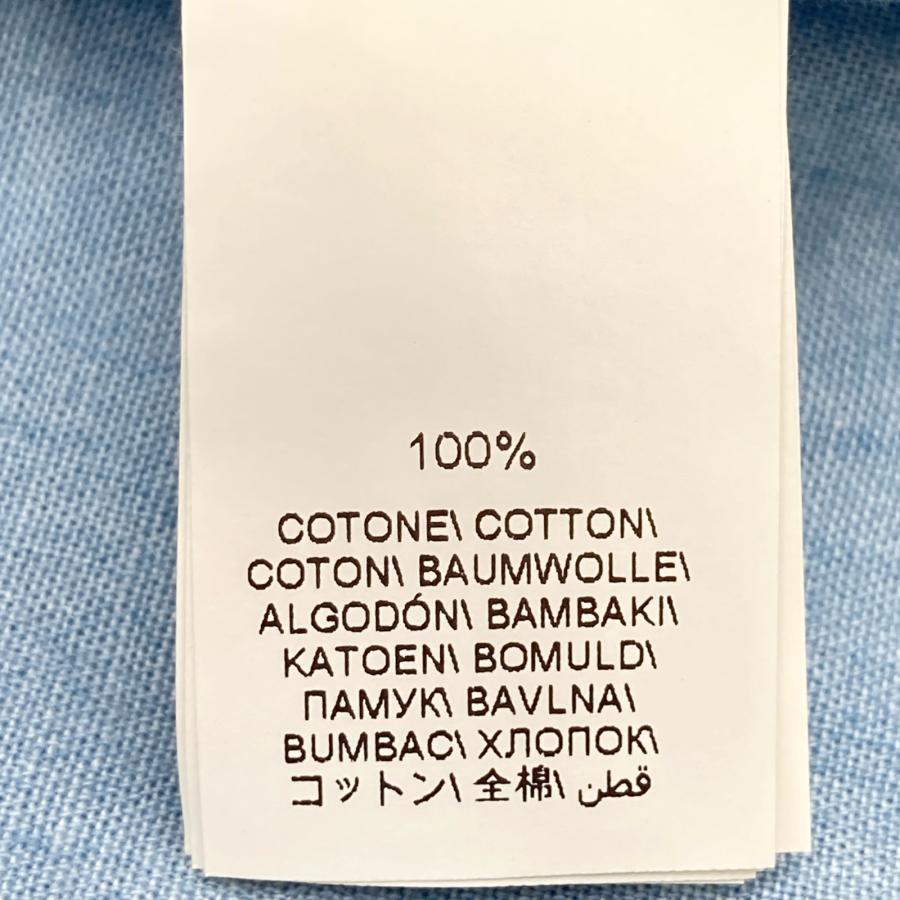 100%
COTONE\ COTTON\
COTON\ BAUMWOLLE\
ALGODÓN\ BAMBAKI\
KATOEN\ BOMULD\
ПАМУК\ BAVLNA\
BUMBAC\ ХЛОПОК\
コットン\ 全棉\ قطن